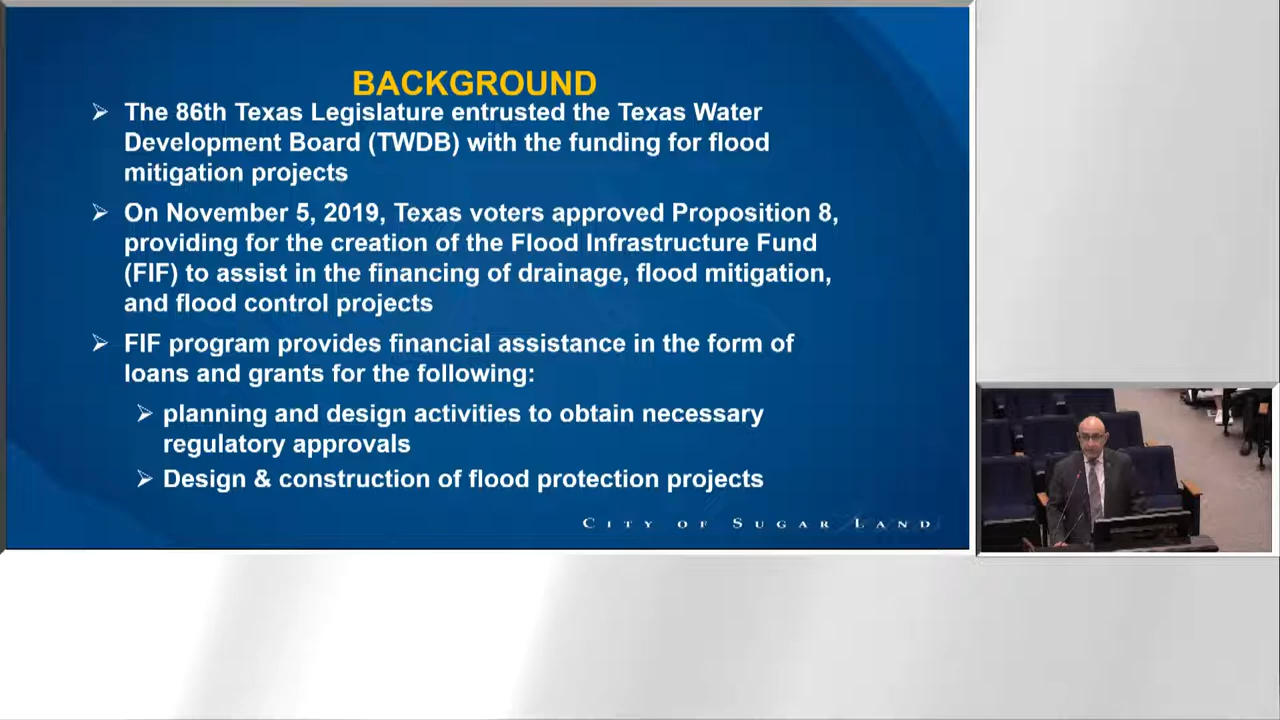 BACKGROUND
➢ The 86th Texas Legislature entrusted the Texas Water
Development Board (TWDB) with the funding for flood
mitigation projects
➢ On November 5, 2019, Texas voters approved Proposition 8,
providing for the creation of the Flood Infrastructure Fund
(FIF) to assist in the financing of drainage, flood mitigation,
and flood control projects
➢ FIF program provides financial assistance in the form of
loans and grants for the following:
➢ planning and design activities to obtain necessary
regulatory approvals
➢ Design & construction of flood protection projects
CITY OF SUGAR LAND